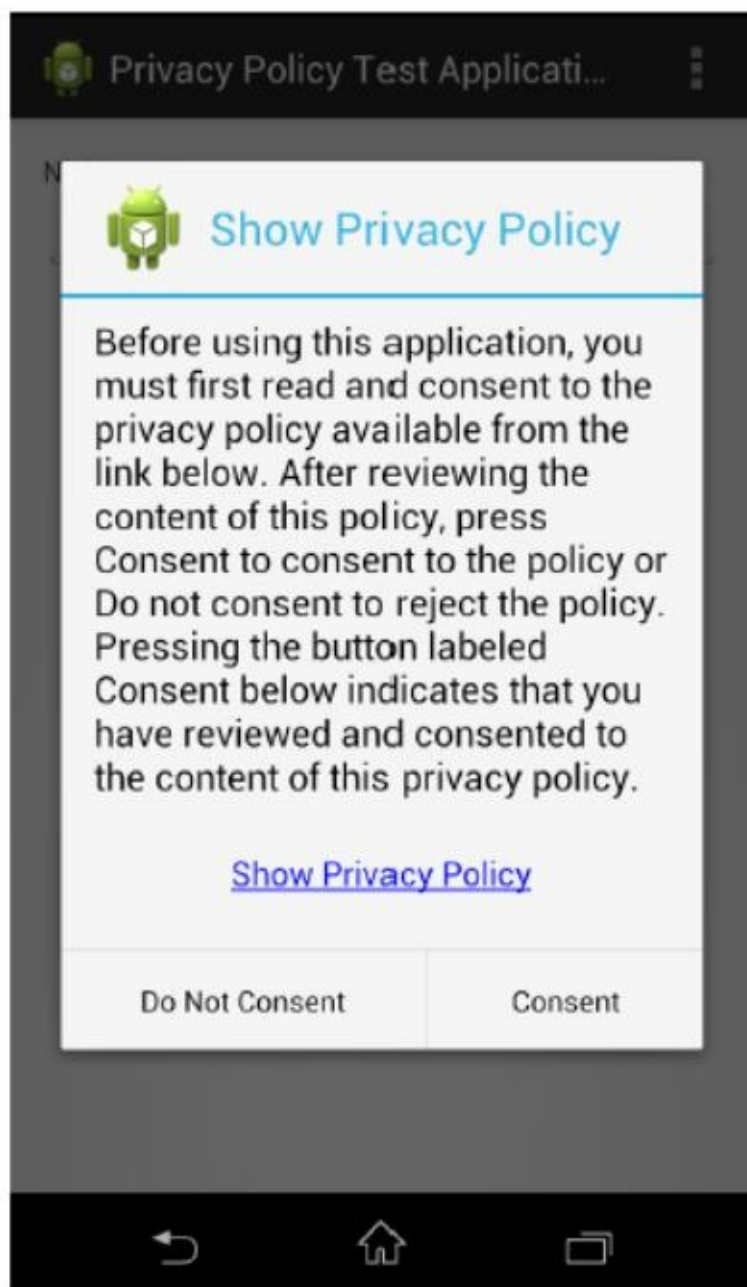 Privacy Policy Test Applicati...
N
Show Privacy Policy
Before using this application, you
must first read and consent to the
privacy policy available from the
link below. After reviewing the
content of this policy, press
Consent to consent to the policy or
Do not consent to reject the policy.
Pressing the button labeled
Consent below indicates that you
have reviewed and consented to
the content of this privacy policy.
Show Privacy Policy
Do Not Consent
Consent